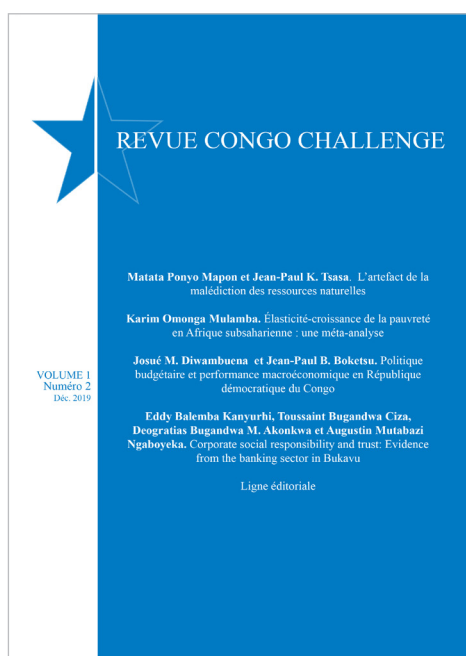 REVUE CONGO CHALLENGE
Matata Ponyo Mapon et Jean-Paul K. Tsasa. L'artefact de la
malédiction des ressources naturelles
Karim Omonga Mulamba. Élasticité-croissance de la pauvreté
en Afrique subsaharienne : une méta-analyse
Josué M. Diwambuena et Jean-Paul B. Boketsu. Politique
budgétaire et performance macroéconomique en République
démocratique du Congo
Eddy Balemba Kanyurhi, Toussaint Bugandwa Ciza,
Deogratias Bugandwa M. Akonkwa et Augustin Mutabazi
Ngaboyeka. Corporate social responsibility and trust: Evidence
from the banking sector in Bukavu
Ligne éditoriale
VOLUME 1
Numéro 2
Déc. 2019